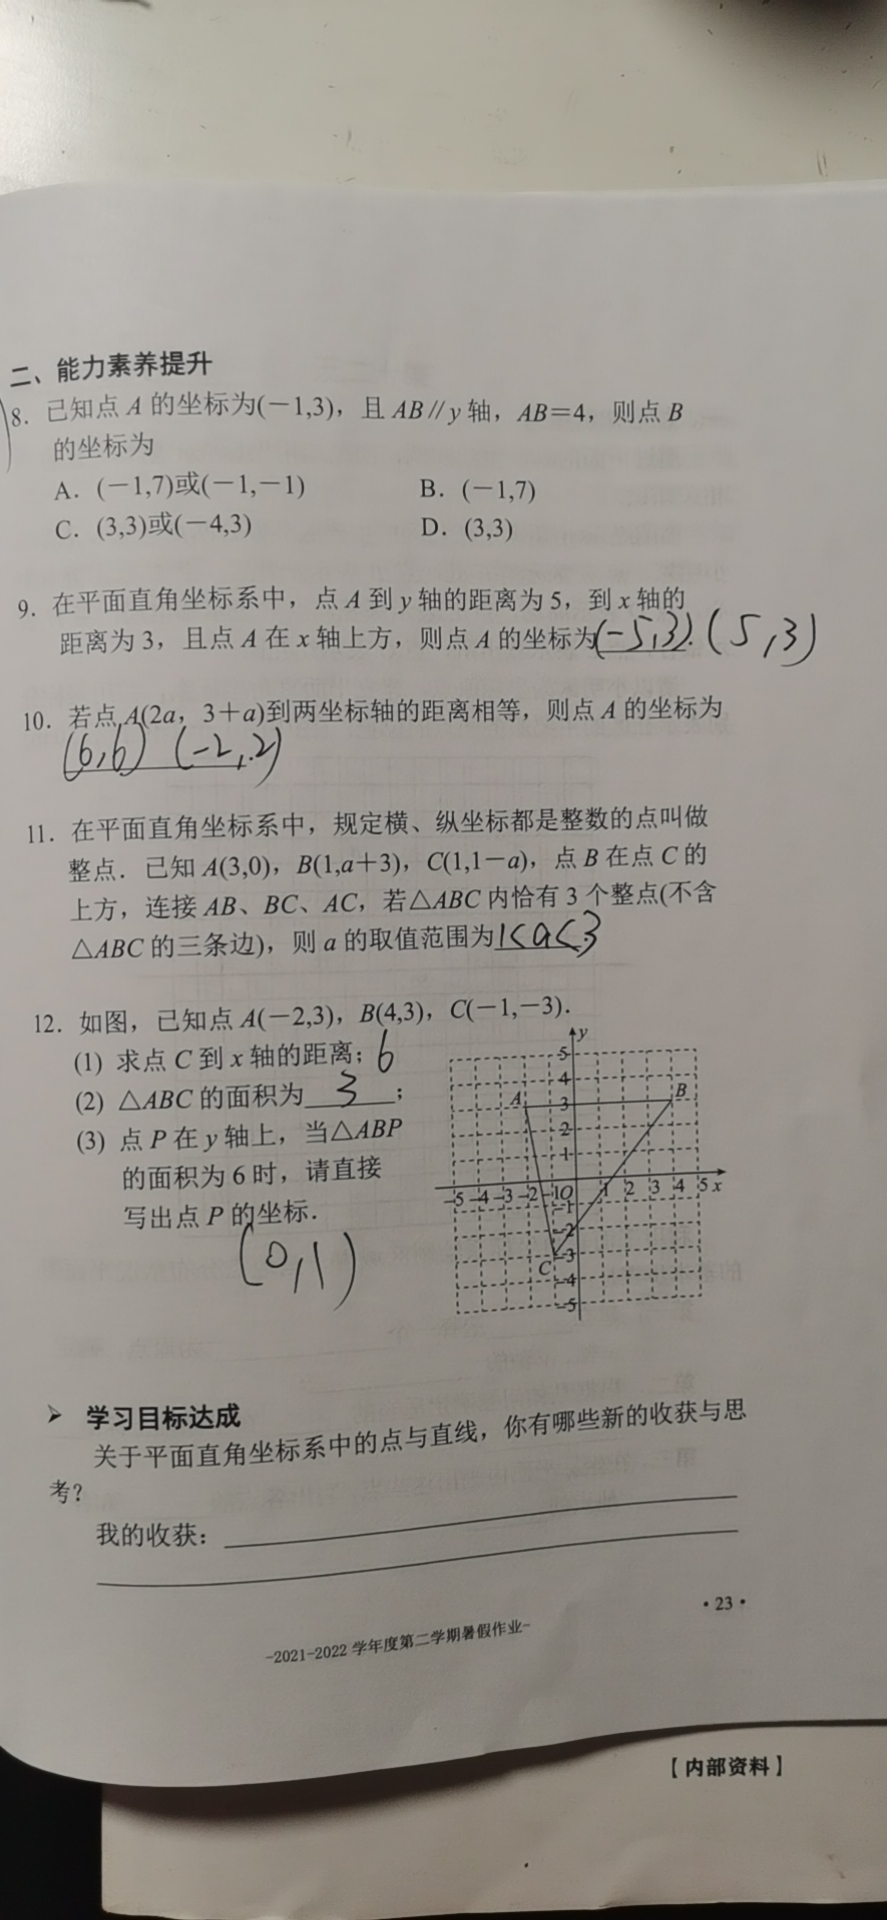 二、能力素养提升
8. 已知点 A 的坐标为(-1,3)，且 AB∥y 轴，AB=4，则点 B
的坐标为
A. (-1,7)或(-1,-1) B. (-1,7)
C. (3,3)或(-4,3) D. (3,3)
9. 在平面直角坐标系中，点 A 到 y 轴的距离为 5，到 x 轴的
距离为 3，且点 A 在 x 轴上方，则点 A 的坐标为(-5,3).(5,3)
10. 若点 A(2a，3+a)到两坐标轴的距离相等，则点 A 的坐标为
(6,6) (-2,2)
11. 在平面直角坐标系中，规定横、纵坐标都是整数的点叫做
整点．已知 A(3,0)，B(1,a+3)，C(1,1-a)，点 B 在点 C 的
上方，连接 AB、BC、AC，若△ABC 内恰有 3 个整点(不含
△ABC 的三条边)，则 a 的取值范围为1<a<3
12. 如图，已知点 A(-2,3)，B(4,3)，C(-1,-3).
(1) 求点 C 到 x 轴的距离；6
(2) △ABC 的面积为 3 ；
(3) 点 P 在 y 轴上，当△ABP
的面积为 6 时，请直接
写出点 P 的坐标．
(0,1)
y
5
4
A 3 B
2
1
-5 -4 -3 -2 -1 O 1 2 3 4 5 x
-1
-2
C -3
-4
-5
➢ 学习目标达成
关于平面直角坐标系中的点与直线，你有哪些新的收获与思
考？
我的收获：
·23·
-2021-2022 学年度第二学期暑假作业-
【内部资料】